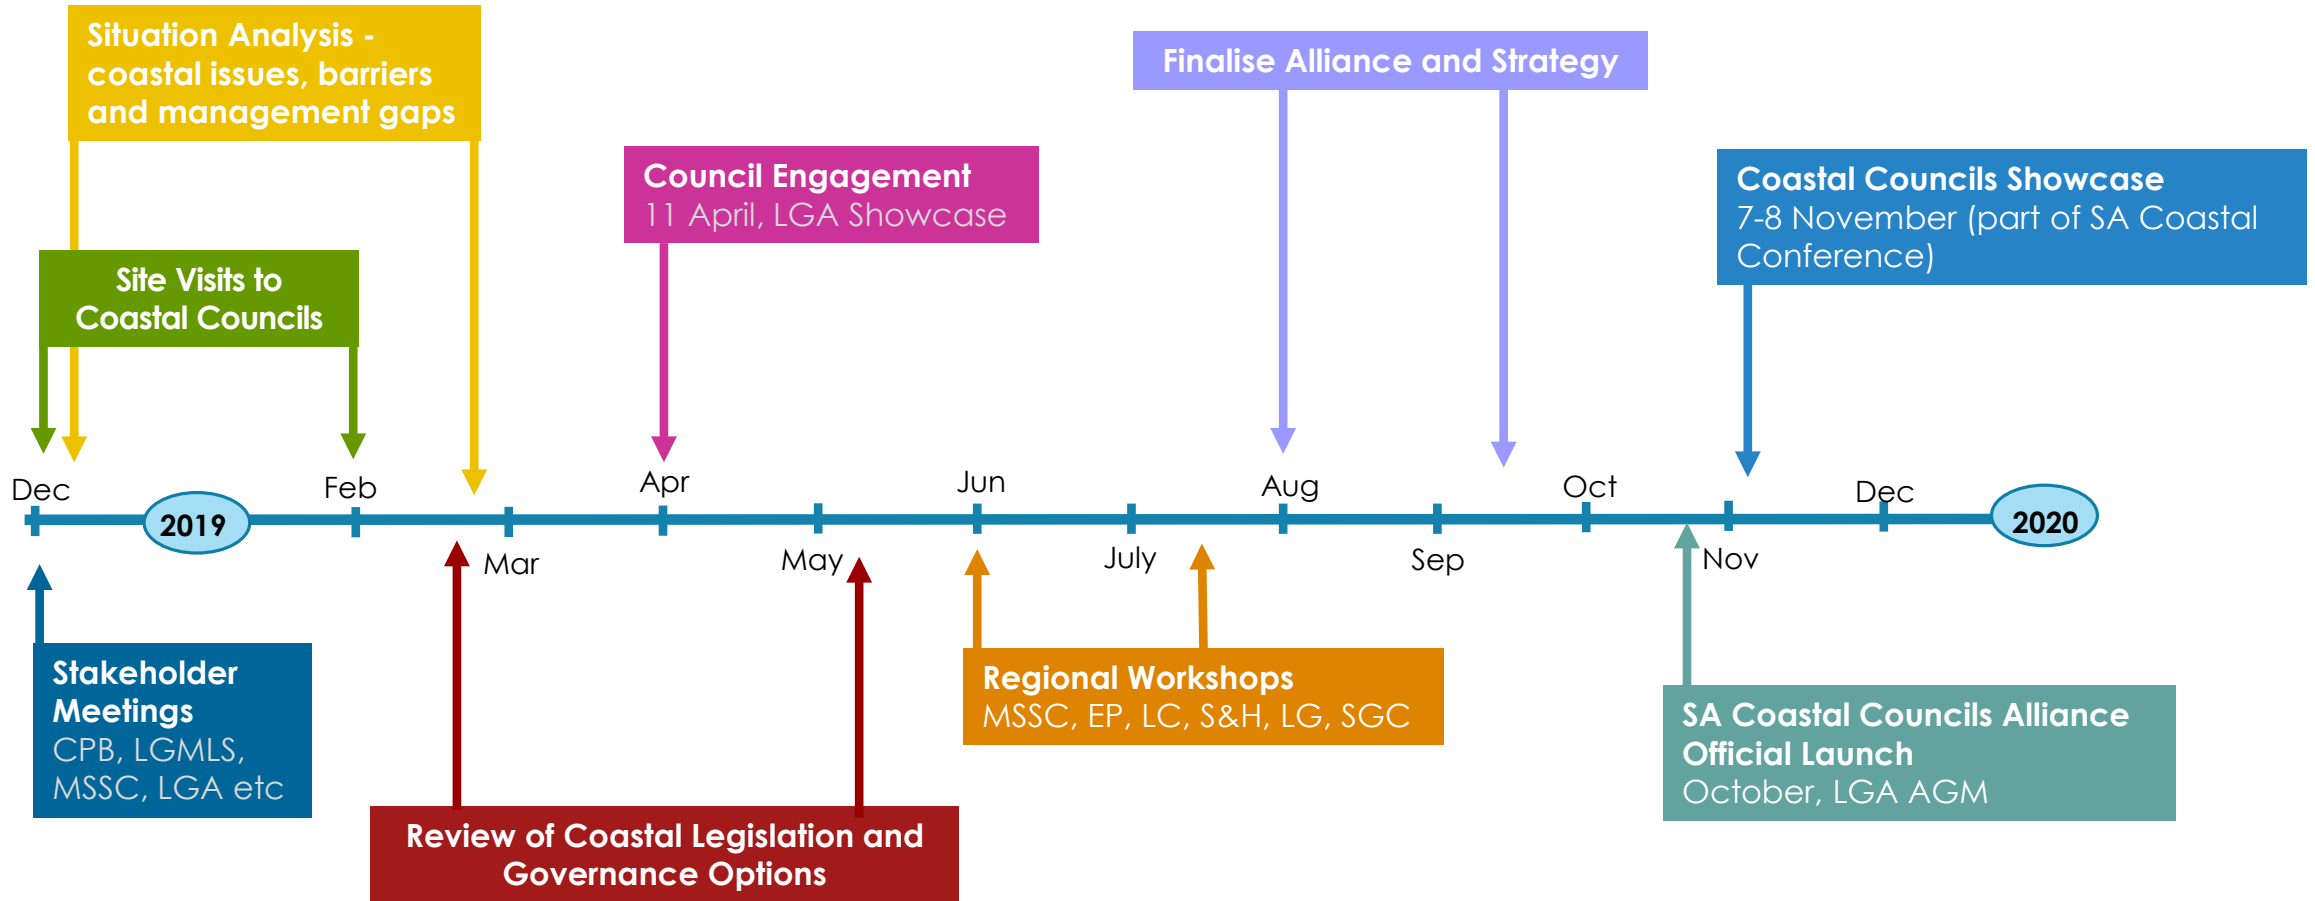 Situation Analysis -
coastal issues, barriers
and management gaps
Finalise Alliance and Strategy
Council Engagement
11 April, LGA Showcase
Coastal Councils Showcase
7-8 November (part of SA Coastal
Conference)
Site Visits to
Coastal Councils
Dec
2019
Feb
Mar
Apr
May
Jun
July
Aug
Sep
Oct
Nov
Dec
2020
Stakeholder
Meetings
CPB, LGMLS,
MSSC, LGA etc
Review of Coastal Legislation and
Governance Options
Regional Workshops
MSSC, EP, LC, S&H, LG, SGC
SA Coastal Councils Alliance
Official Launch
October, LGA AGM